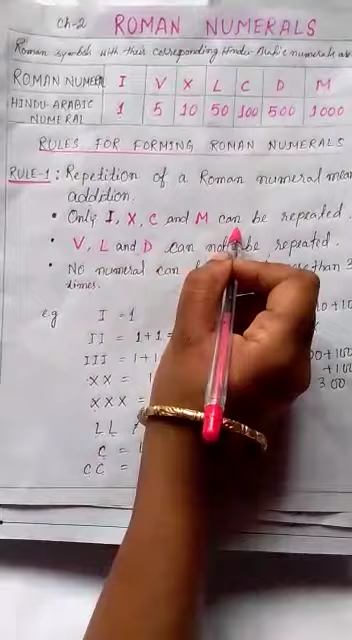 Ch-2 ROMAN NUMERALS
Roman symbols with their corresponding Hindu-Arabic numerals are
ROMAN NUMERAL I V X L C D M
HINDU-ARABIC NUMERAL 1 5 10 50 100 500 1000
RULES FOR FORMING ROMAN NUMERALS
RULE-1: Repetition of a Roman numeral mean
addition.
• Only I, X, C and M can be repeated.
• V, L and D can not be repeated.
• No numeral can than 3
times.
eg I = 1
II = 1+1 =
III = 1+1
XX = 1
XXX =
LL
C =
CC =
+100
300